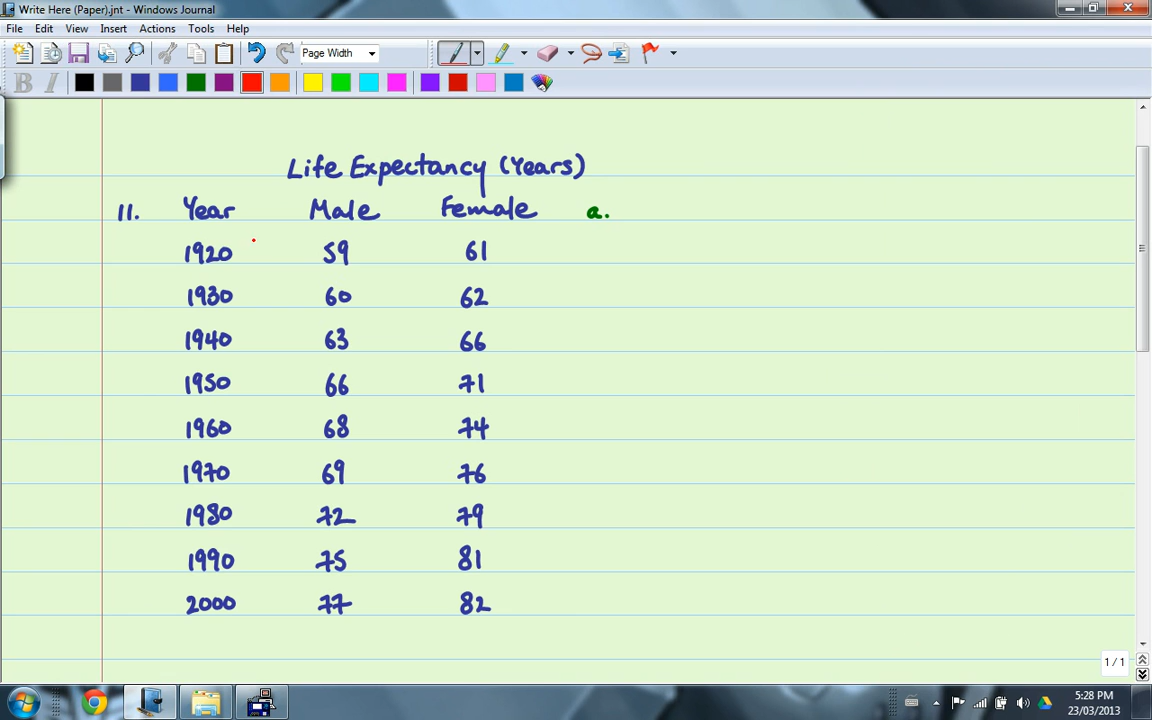 Write Here (Paper).jnt - Windows Journal
File Edit View Insert Actions Tools Help
Page Width
B I
Life Expectancy (Years)
11. Year Male Female a.
1920 59 61
1930 60 62
1940 63 66
1950 66 71
1960 68 74
1970 69 76
1980 72 79
1990 75 81
2000 77 82
1 / 1
5:28 PM
23/03/2013